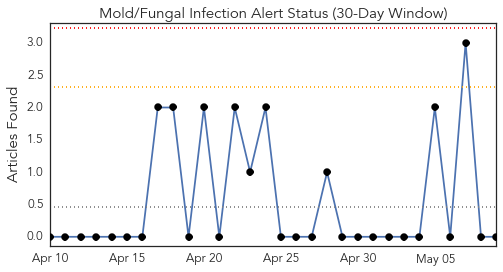 Mold/Fungal Infection Alert Status (30-Day Window)
Articles Found
3.0
2.5
2.0
1.5
1.0
0.5
0.0
Apr 10 Apr 15 Apr 20 Apr 25 Apr 30 May 05